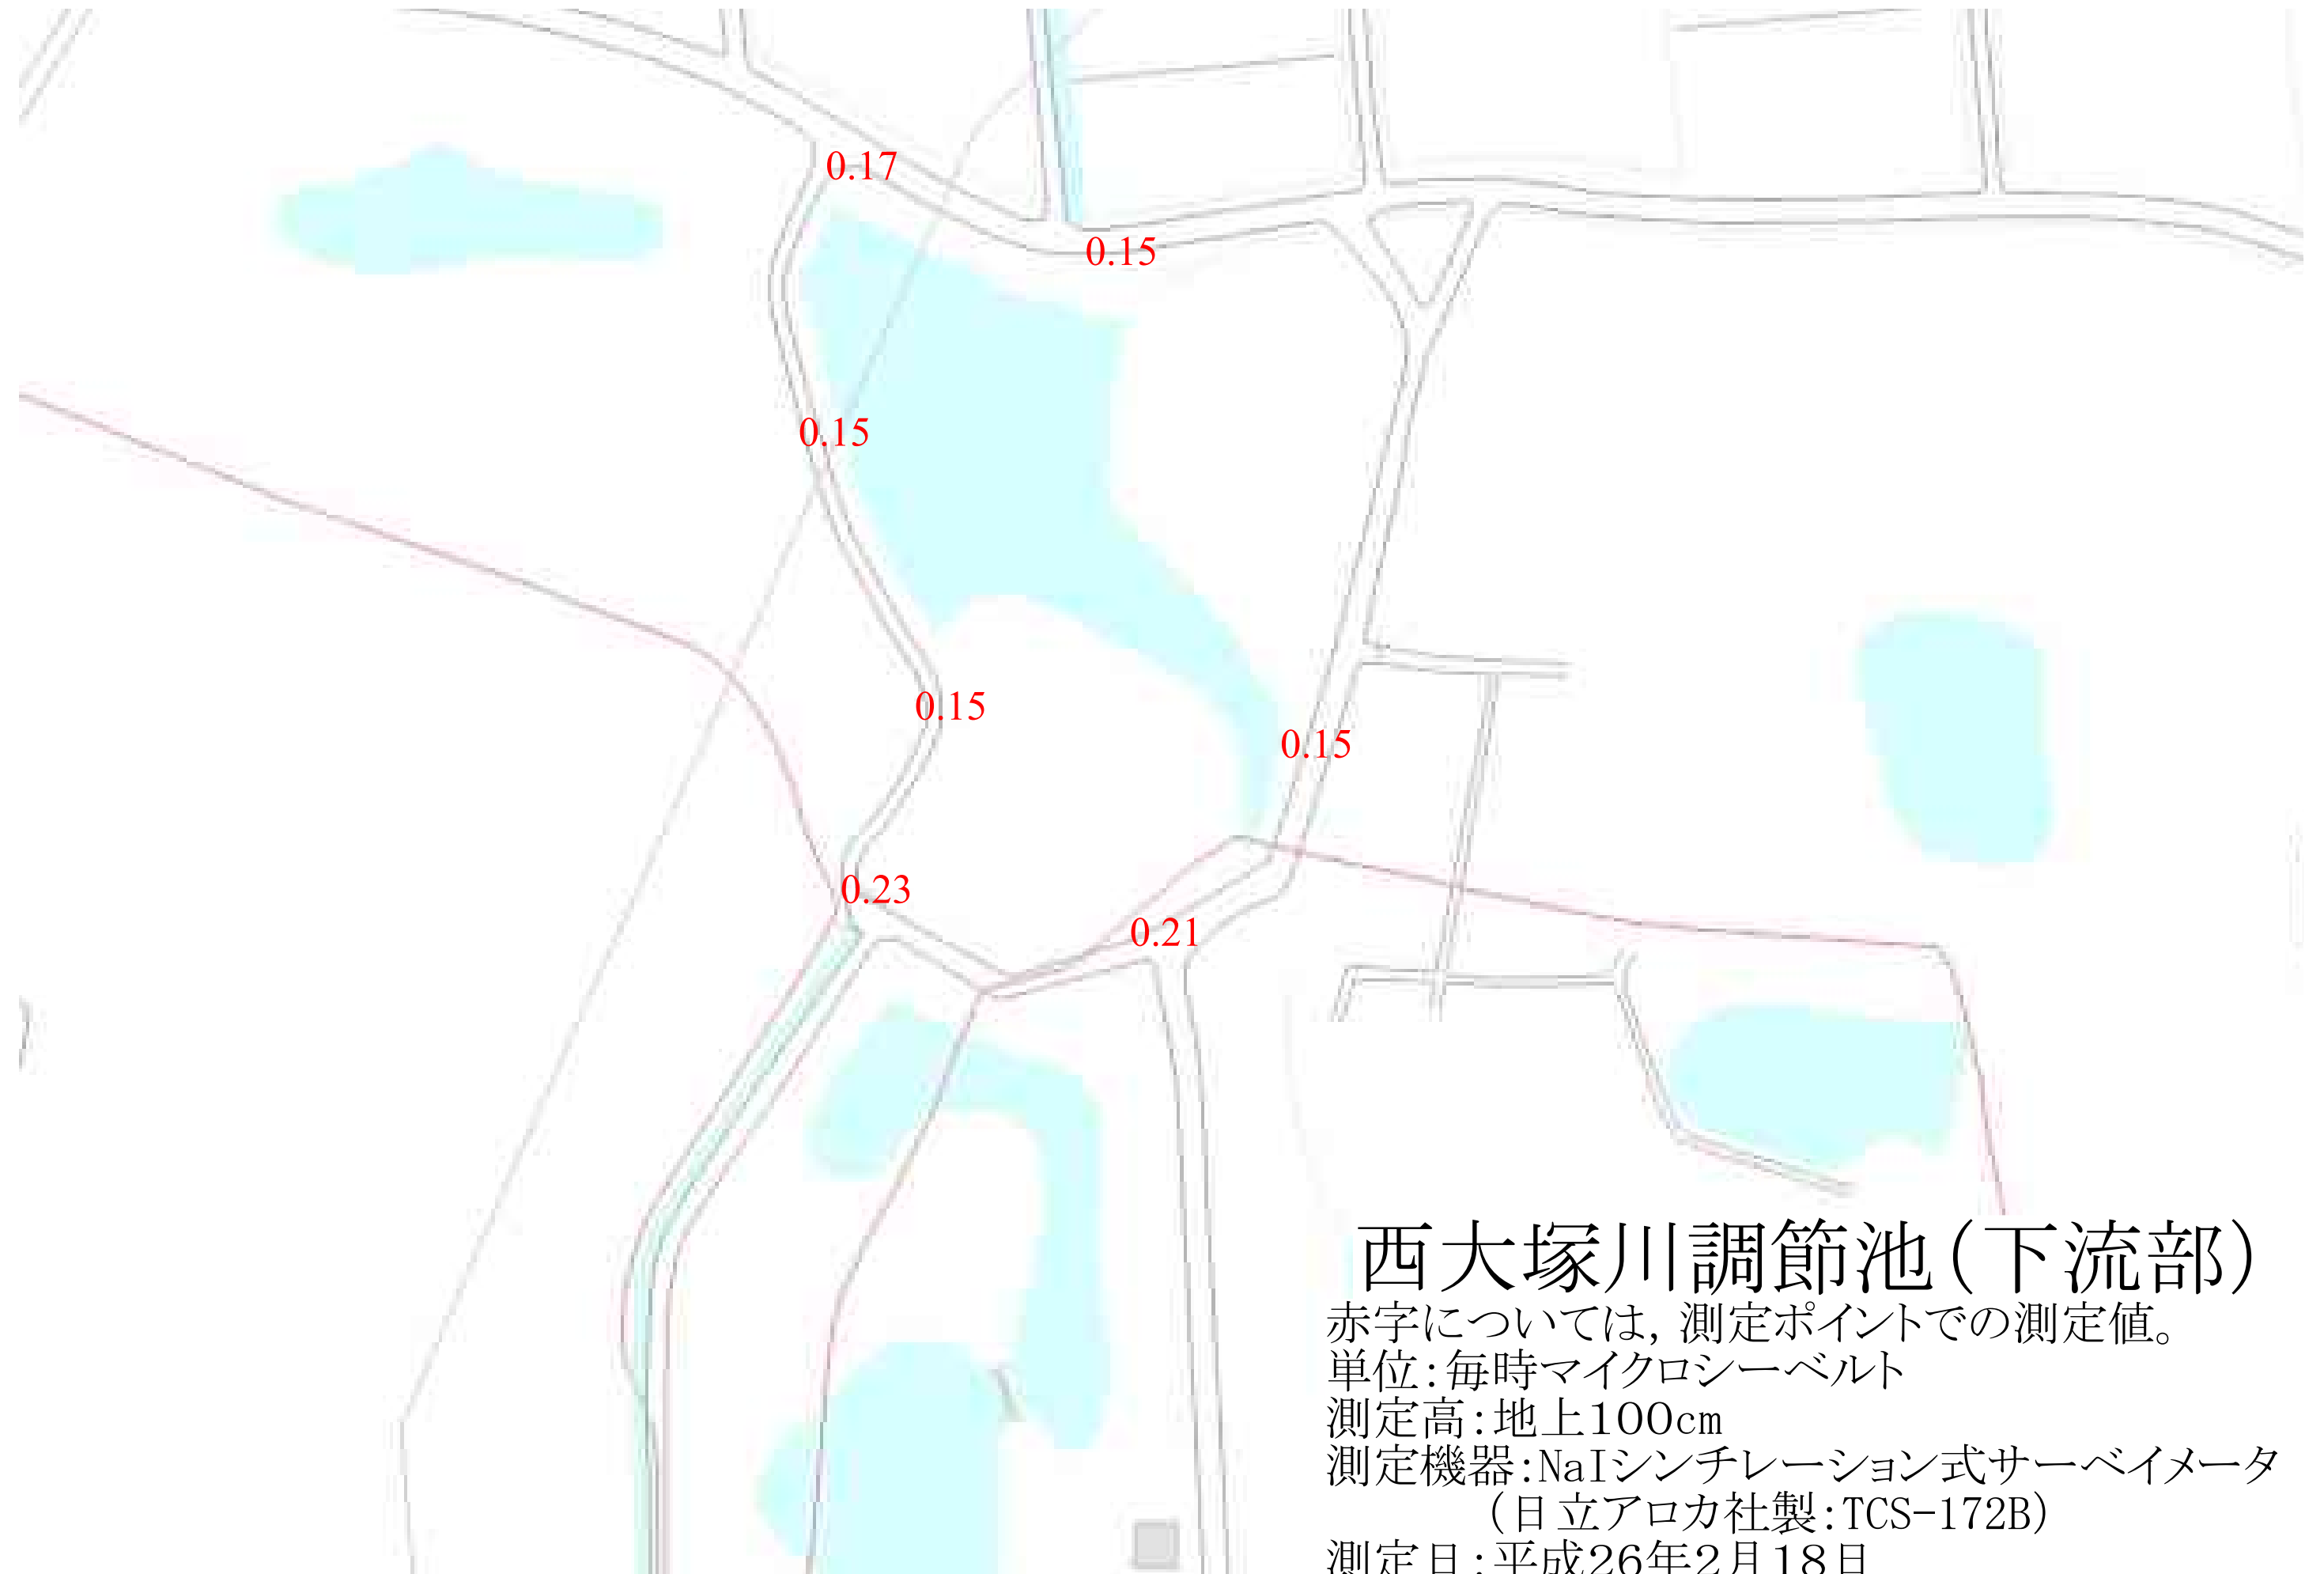 0.17
0.15
0.15
0.15
0.15
0.23
0.21
西大塚川調節池(下流部)
赤字については, 測定ポイントでの測定値。
単位:毎時マイクロシーベルト
測定高:地上100cm
測定機器:NaIシンチレーション式サーベイメータ
(日立アロカ社製:TCS-172B)
測定日:平成26年2月18日